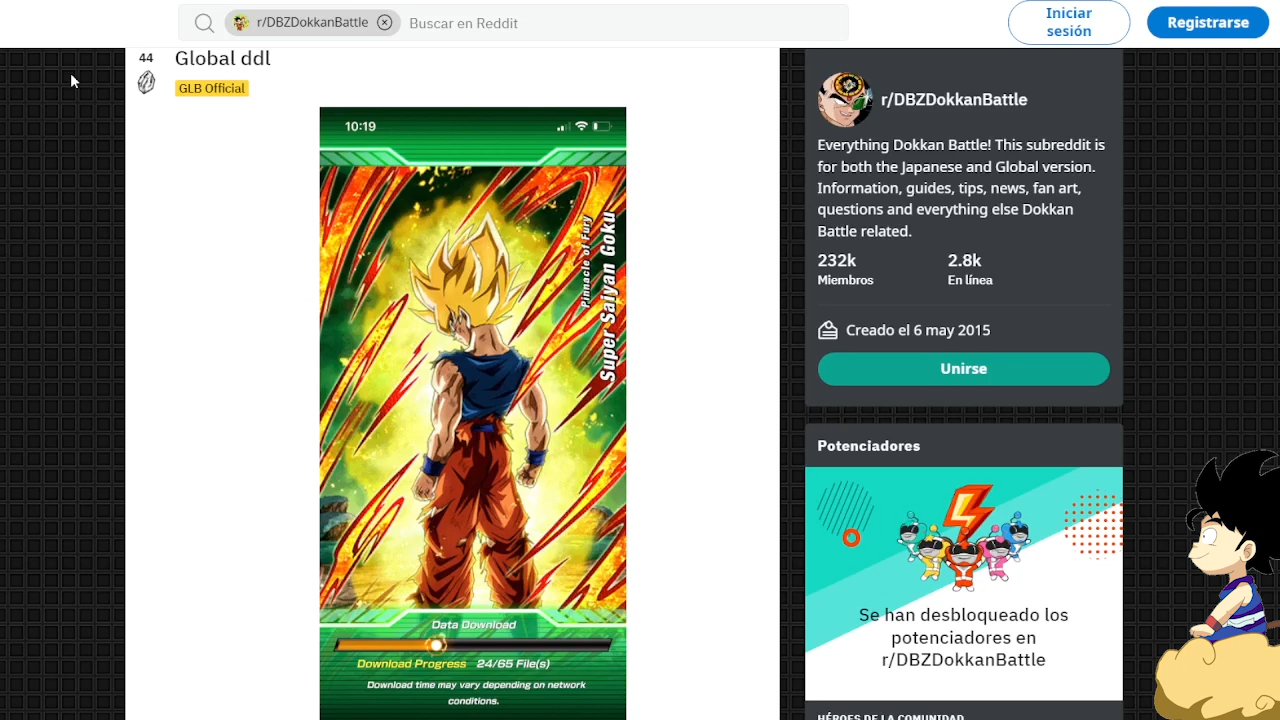 r/DBZDokkanBattle
Buscar en Reddit
Iniciar
sesión
Registrarse
44
Global ddl
GLB Official
10:19
Pinnacle of Fury
Super Saiyan Goku
Data Download
Download Progress 24/65 File(s)
Download time may vary depending on network
conditions.
r/DBZDokkanBattle
Everything Dokkan Battle! This subreddit is
for both the Japanese and Global version.
Information, guides, tips, news, fan art,
questions and everything else Dokkan
Battle related.
232k 2.8k
Miembros En línea
Creado el 6 may 2015
Unirse
Potenciadores
Se han desbloqueado los
potenciadores en
r/DBZDokkanBattle
HÉROES DE LA COMUNIDAD